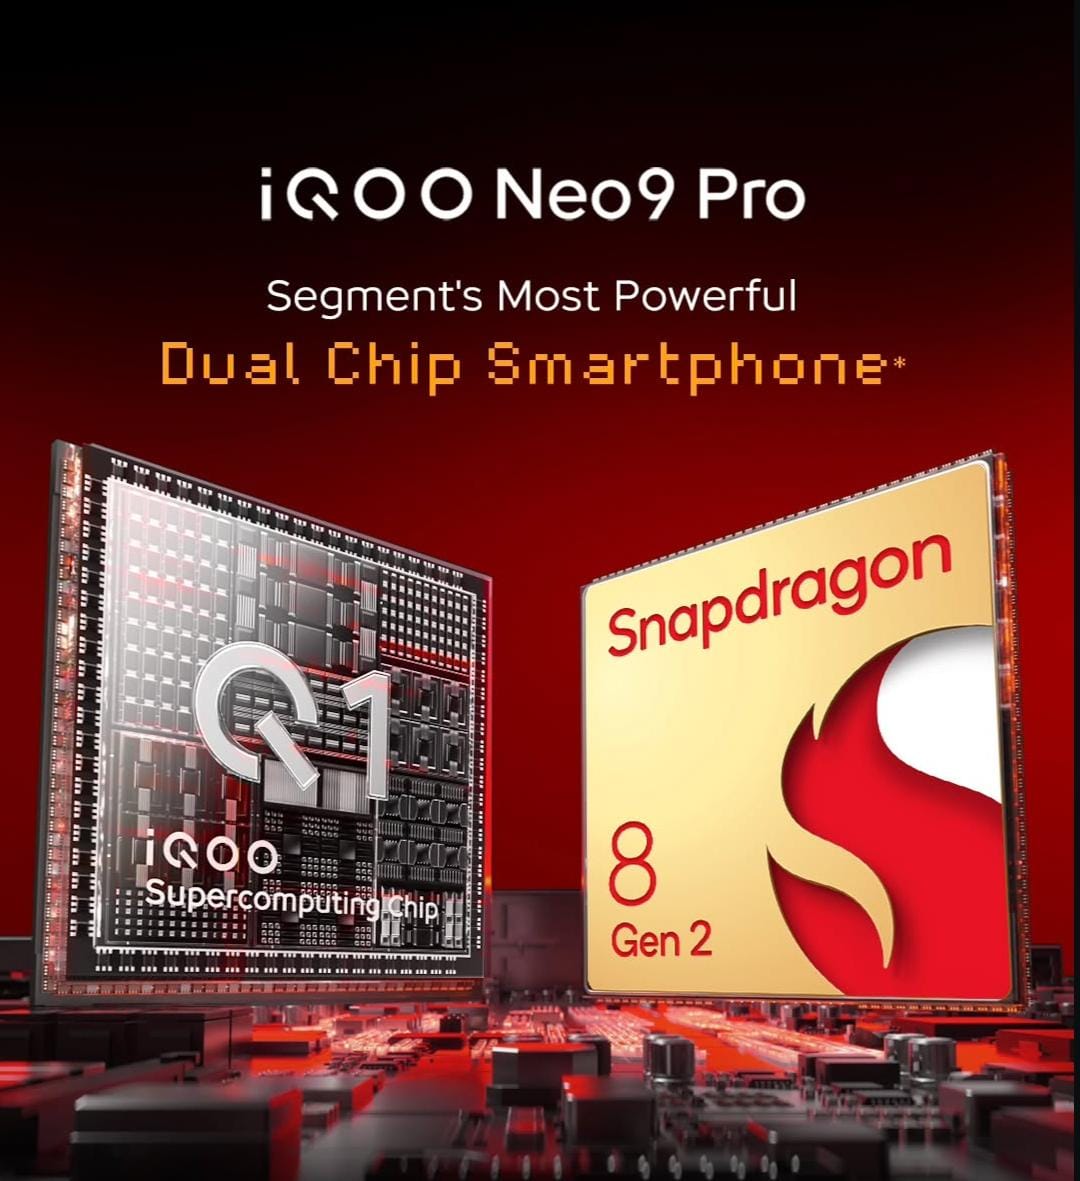 iQOO Neo9 Pro
Segment's Most Powerful
Dual Chip Smartphone*
Q1
iQOO
Supercomputing Chip
Snapdragon
8
Gen 2